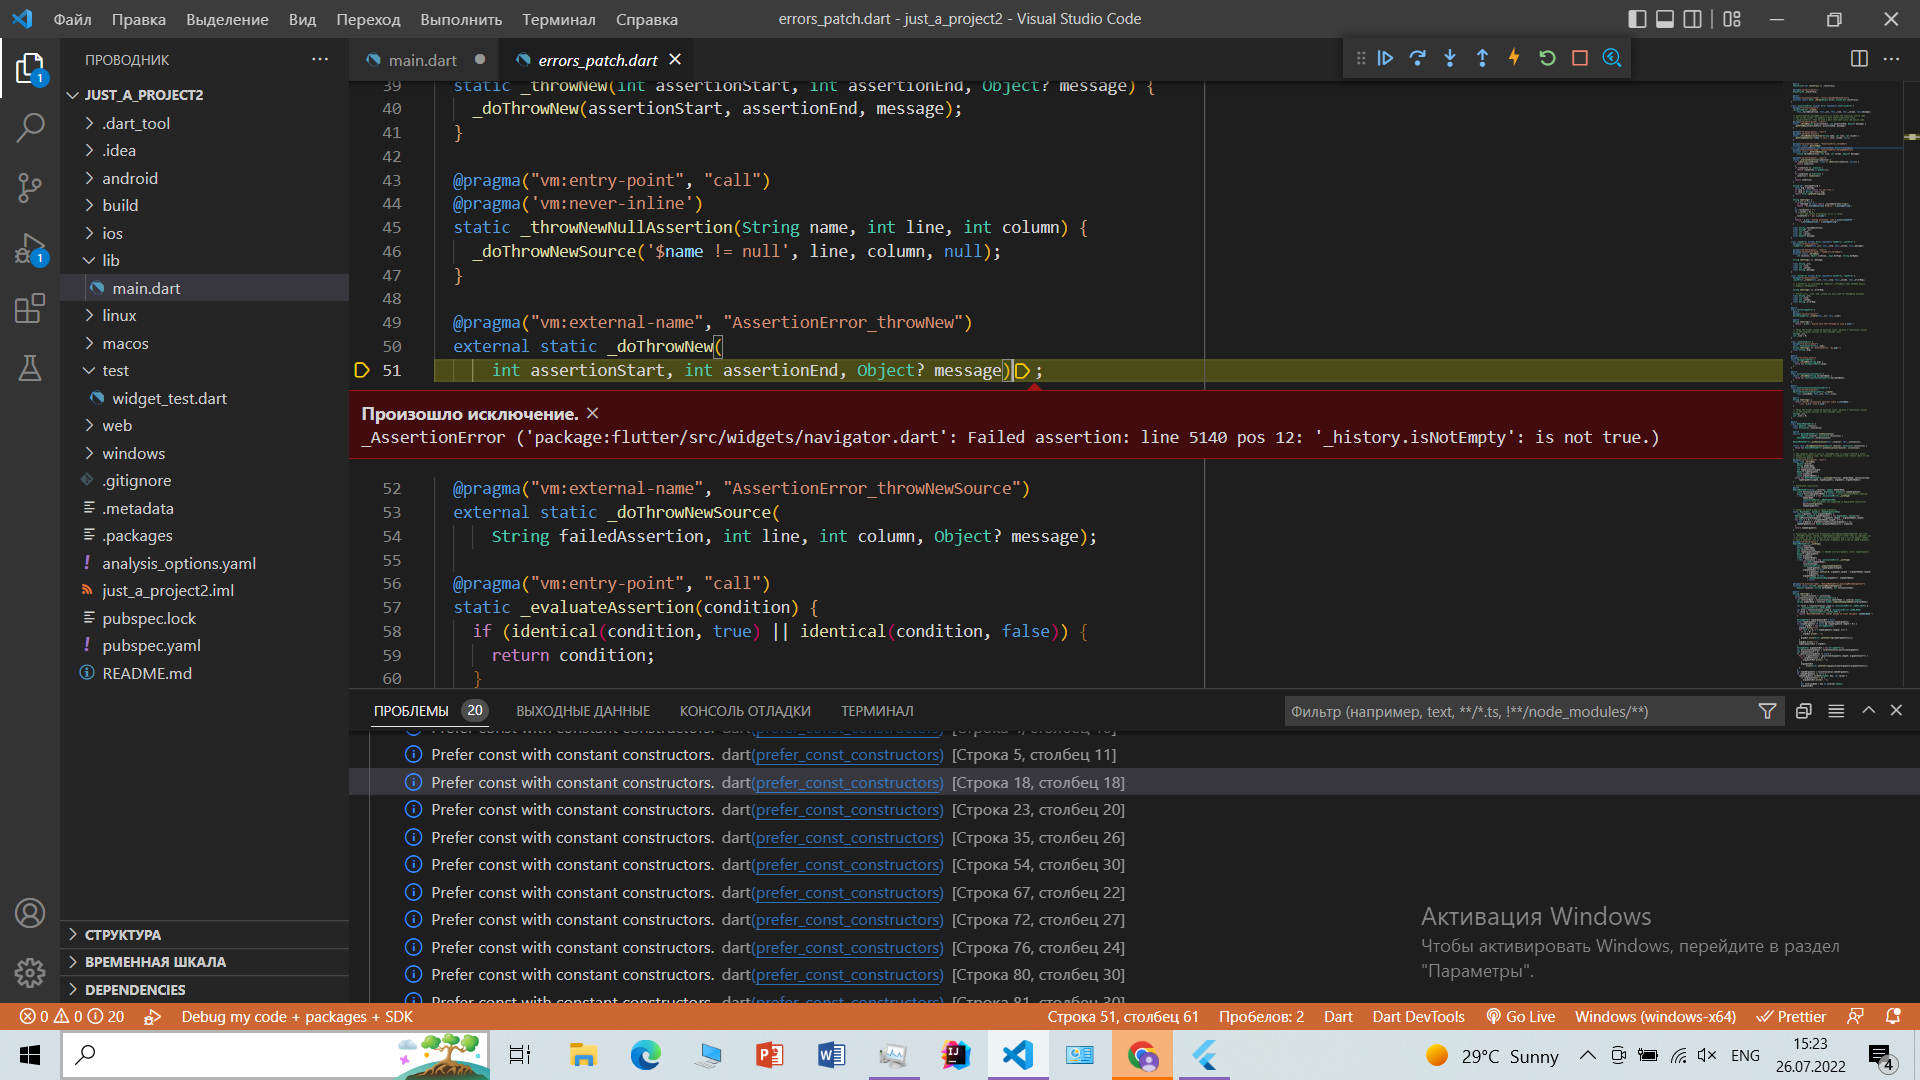 Файл Правка Выделение Вид Переход Выполнить Терминал Справка
errors_patch.dart - just_a_project2 - Visual Studio Code
ПРОВОДНИК
JUST_A_PROJECT2
.dart_tool
.idea
android
build
ios
lib
main.dart
linux
macos
test
widget_test.dart
web
windows
.gitignore
.metadata
.packages
analysis_options.yaml
just_a_project2.iml
pubspec.lock
pubspec.yaml
README.md
СТРУКТУРА
ВРЕМЕННАЯ ШКАЛА
DEPENDENCIES
1
1
main.dart
errors_patch.dart
39 static _throwNew(int assertionStart, int assertionEnd, Object? message) {
40 _doThrowNew(assertionStart, assertionEnd, message);
41 }
42
43 @pragma("vm:entry-point", "call")
44 @pragma('vm:never-inline')
45 static _throwNewNullAssertion(String name, int line, int column) {
46 _doThrowNewSource('$name != null', line, column, null);
47 }
48
49 @pragma("vm:external-name", "AssertionError_throwNew")
50 external static _doThrowNew(
51 int assertionStart, int assertionEnd, Object? message);
Произошло исключение.
_AssertionError ('package:flutter/src/widgets/navigator.dart': Failed assertion: line 5140 pos 12: '_history.isNotEmpty': is not true.)
52 @pragma("vm:external-name", "AssertionError_throwNewSource")
53 external static _doThrowNewSource(
54 String failedAssertion, int line, int column, Object? message);
55
56 @pragma("vm:entry-point", "call")
57 static _evaluateAssertion(condition) {
58 if (identical(condition, true) || identical(condition, false)) {
59 return condition;
60 }
ПРОБЛЕМЫ 20 ВЫХОДНЫЕ ДАННЫЕ КОНСОЛЬ ОТЛАДКИ ТЕРМИНАЛ
Фильтр (например, text, **/*.ts, !**/node_modules/**)
Prefer const with constant constructors. dart(prefer_const_constructors) [Строка 5, столбец 11]
Prefer const with constant constructors. dart(prefer_const_constructors) [Строка 18, столбец 18]
Prefer const with constant constructors. dart(prefer_const_constructors) [Строка 23, столбец 20]
Prefer const with constant constructors. dart(prefer_const_constructors) [Строка 35, столбец 26]
Prefer const with constant constructors. dart(prefer_const_constructors) [Строка 54, столбец 30]
Prefer const with constant constructors. dart(prefer_const_constructors) [Строка 67, столбец 22]
Prefer const with constant constructors. dart(prefer_const_constructors) [Строка 72, столбец 27]
Prefer const with constant constructors. dart(prefer_const_constructors) [Строка 76, столбец 24]
Prefer const with constant constructors. dart(prefer_const_constructors) [Строка 80, столбец 30]
Prefer const with constant constructors. dart(prefer_const_constructors) [Строка 81, столбец 30]
Активация Windows
Чтобы активировать Windows, перейдите в раздел
"Параметры".
0 0 20 Debug my code + packages + SDK
Строка 51, столбец 61 Пробелов: 2 Dart Dart DevTools Go Live Windows (windows-x64) Prettier
29°C Sunny
ENG
15:23
26.07.2022
4